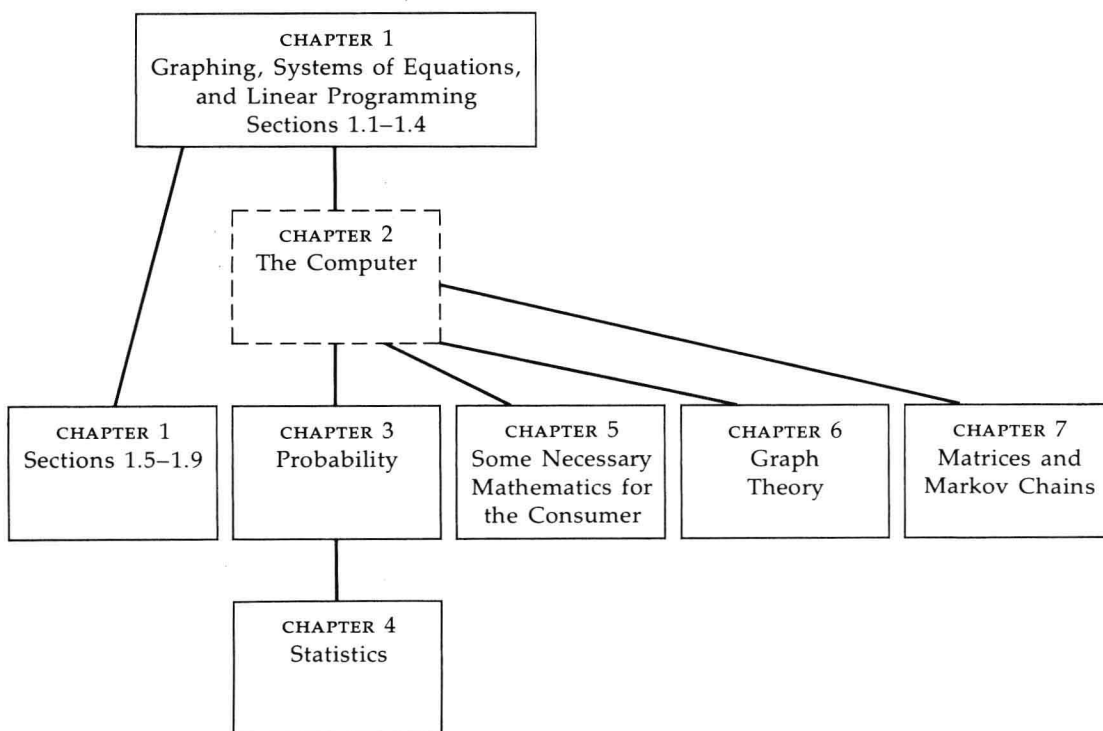 CHAPTER 1
Graphing, Systems of Equations,
and Linear Programming
Sections 1.1–1.4
CHAPTER 2
The Computer
CHAPTER 1
Sections 1.5–1.9
CHAPTER 3
Probability
CHAPTER 5
Some Necessary
Mathematics for
the Consumer
CHAPTER 6
Graph
Theory
CHAPTER 7
Matrices and
Markov Chains
CHAPTER 4
Statistics